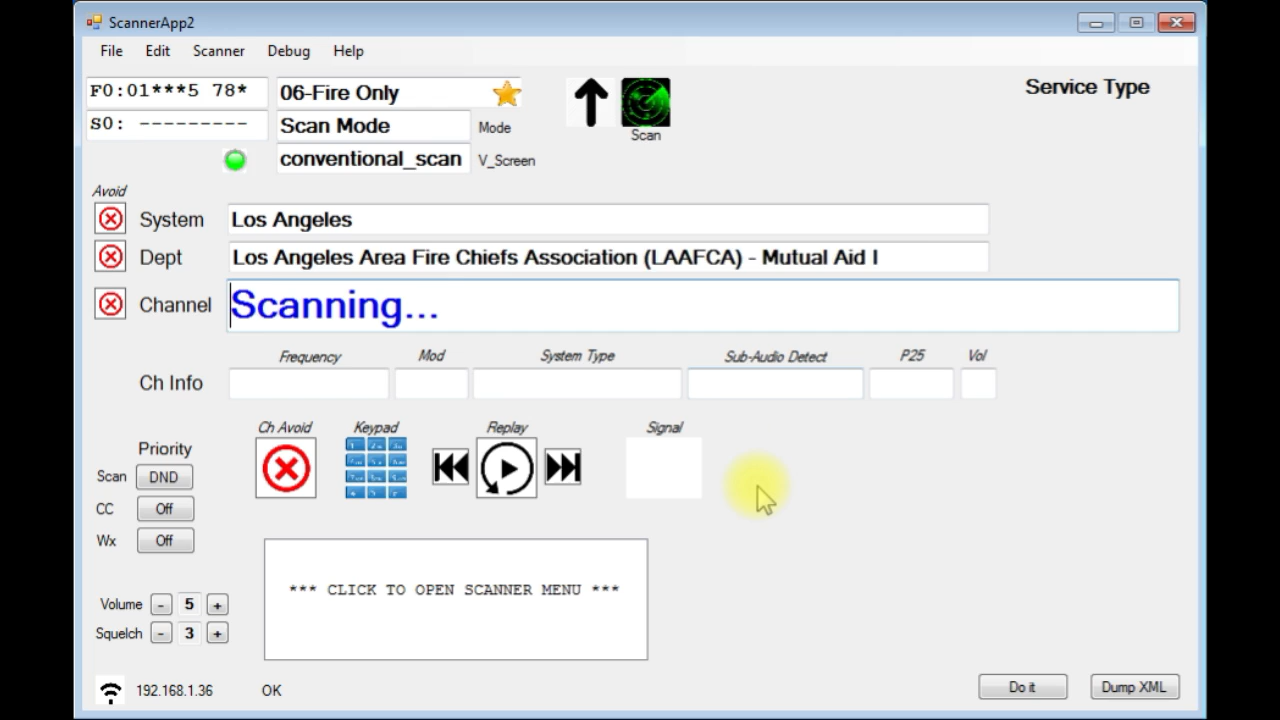 ScannerApp2
File Edit Scanner Debug Help
F0:01***5 78* 06-Fire Only Service Type
S0: --------- Scan Mode Mode Scan
conventional_scan V_Screen
Avoid
System Los Angeles
Dept Los Angeles Area Fire Chiefs Association (LAAFCA) - Mutual Aid I
Channel Scanning...
Frequency Mod System Type Sub-Audio Detect P25 Vol
Ch Info
Ch Avoid Keypad Replay Signal
Priority
Scan DND
CC Off
Wx Off
*** CLICK TO OPEN SCANNER MENU ***
Volume - 5 +
Squelch - 3 +
192.168.1.36 OK Do it Dump XML